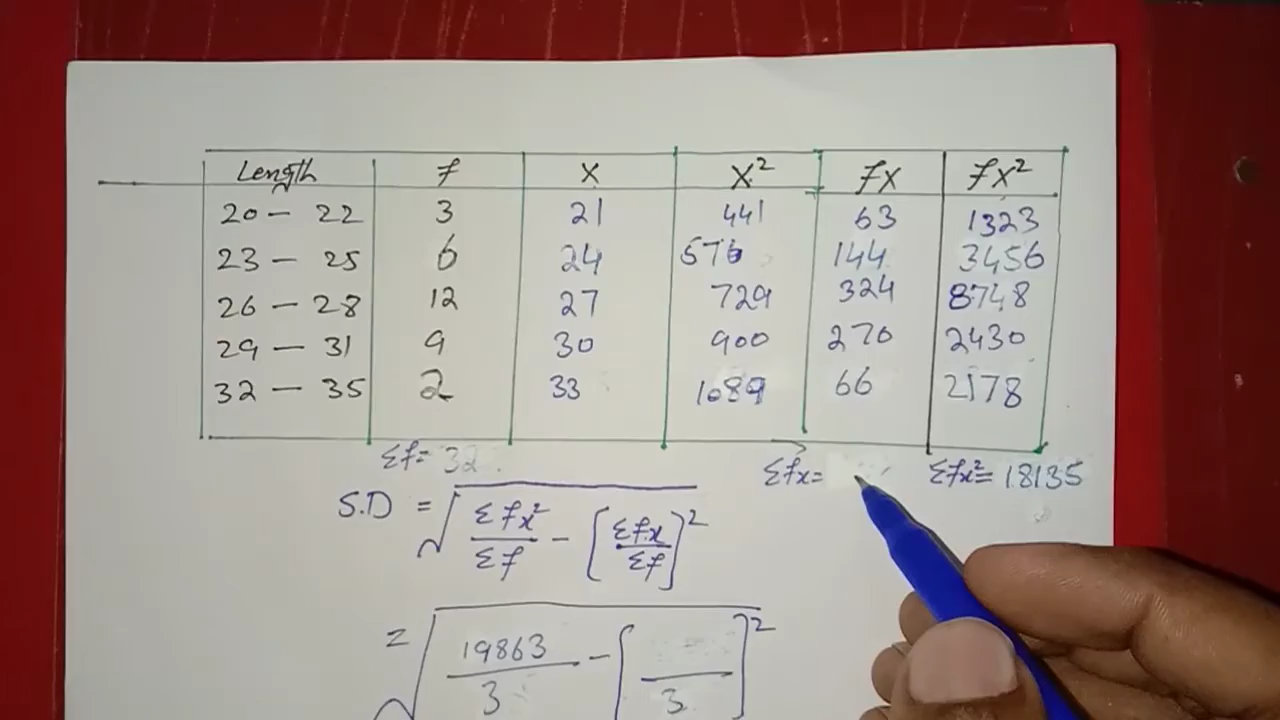 Length f X X² fX fX²
20 – 22 3 21 441 63 1323
23 – 25 6 24 576 144 3456
26 – 28 12 27 729 324 8748
29 – 31 9 30 900 270 2430
32 – 35 2 33 1089 66 2178
Σf= 32 Σfx= Σfx²= 18135
S.D = √ Σfx²/Σf – [Σfx/Σf]²
= √ 19863/3 – [ /3 ]²